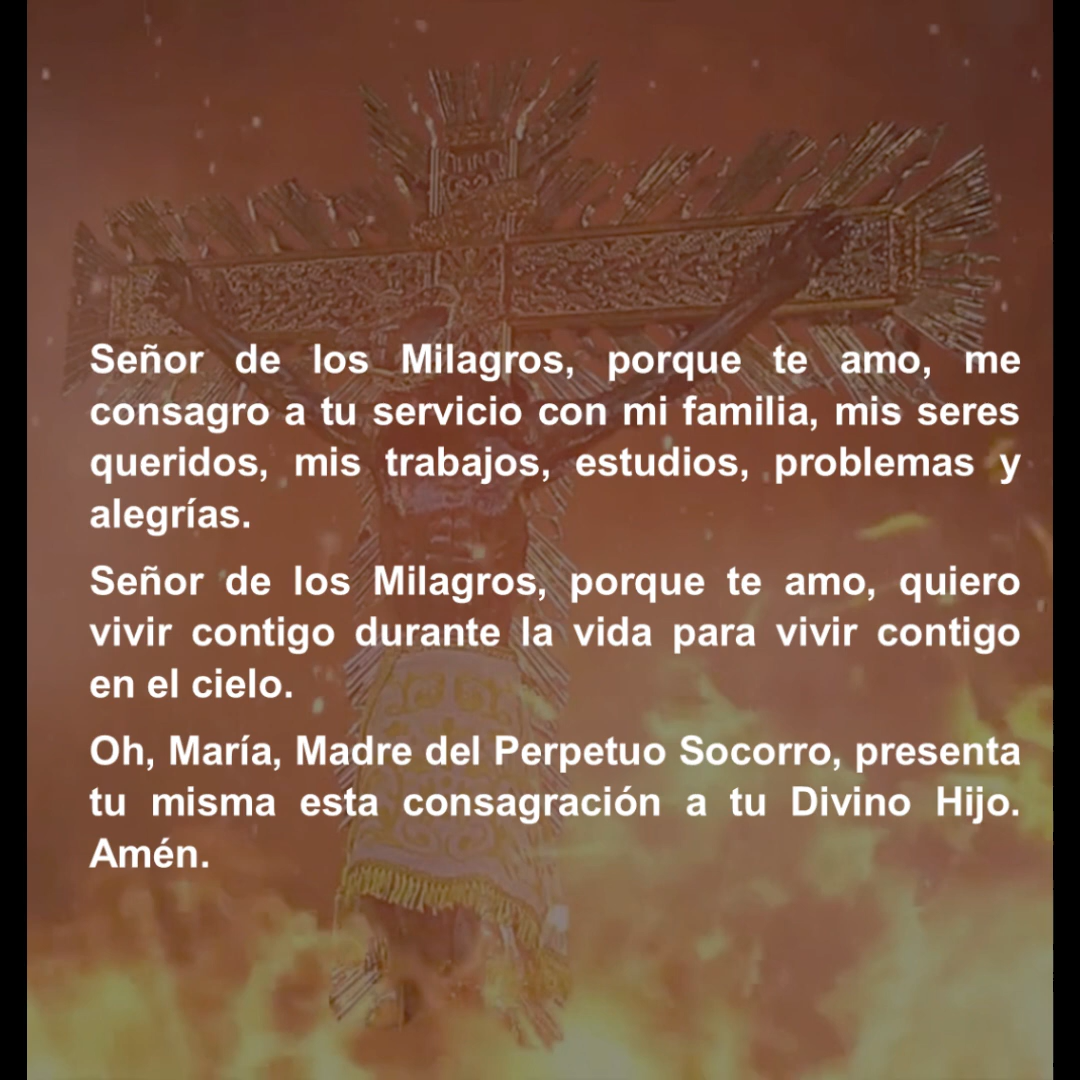 Señor de los Milagros, porque te amo, me
consagro a tu servicio con mi familia, mis seres
queridos, mis trabajos, estudios, problemas y
alegrías.
Señor de los Milagros, porque te amo, quiero
vivir contigo durante la vida para vivir contigo
en el cielo.
Oh, María, Madre del Perpetuo Socorro, presenta
tu misma esta consagración a tu Divino Hijo.
Amén.